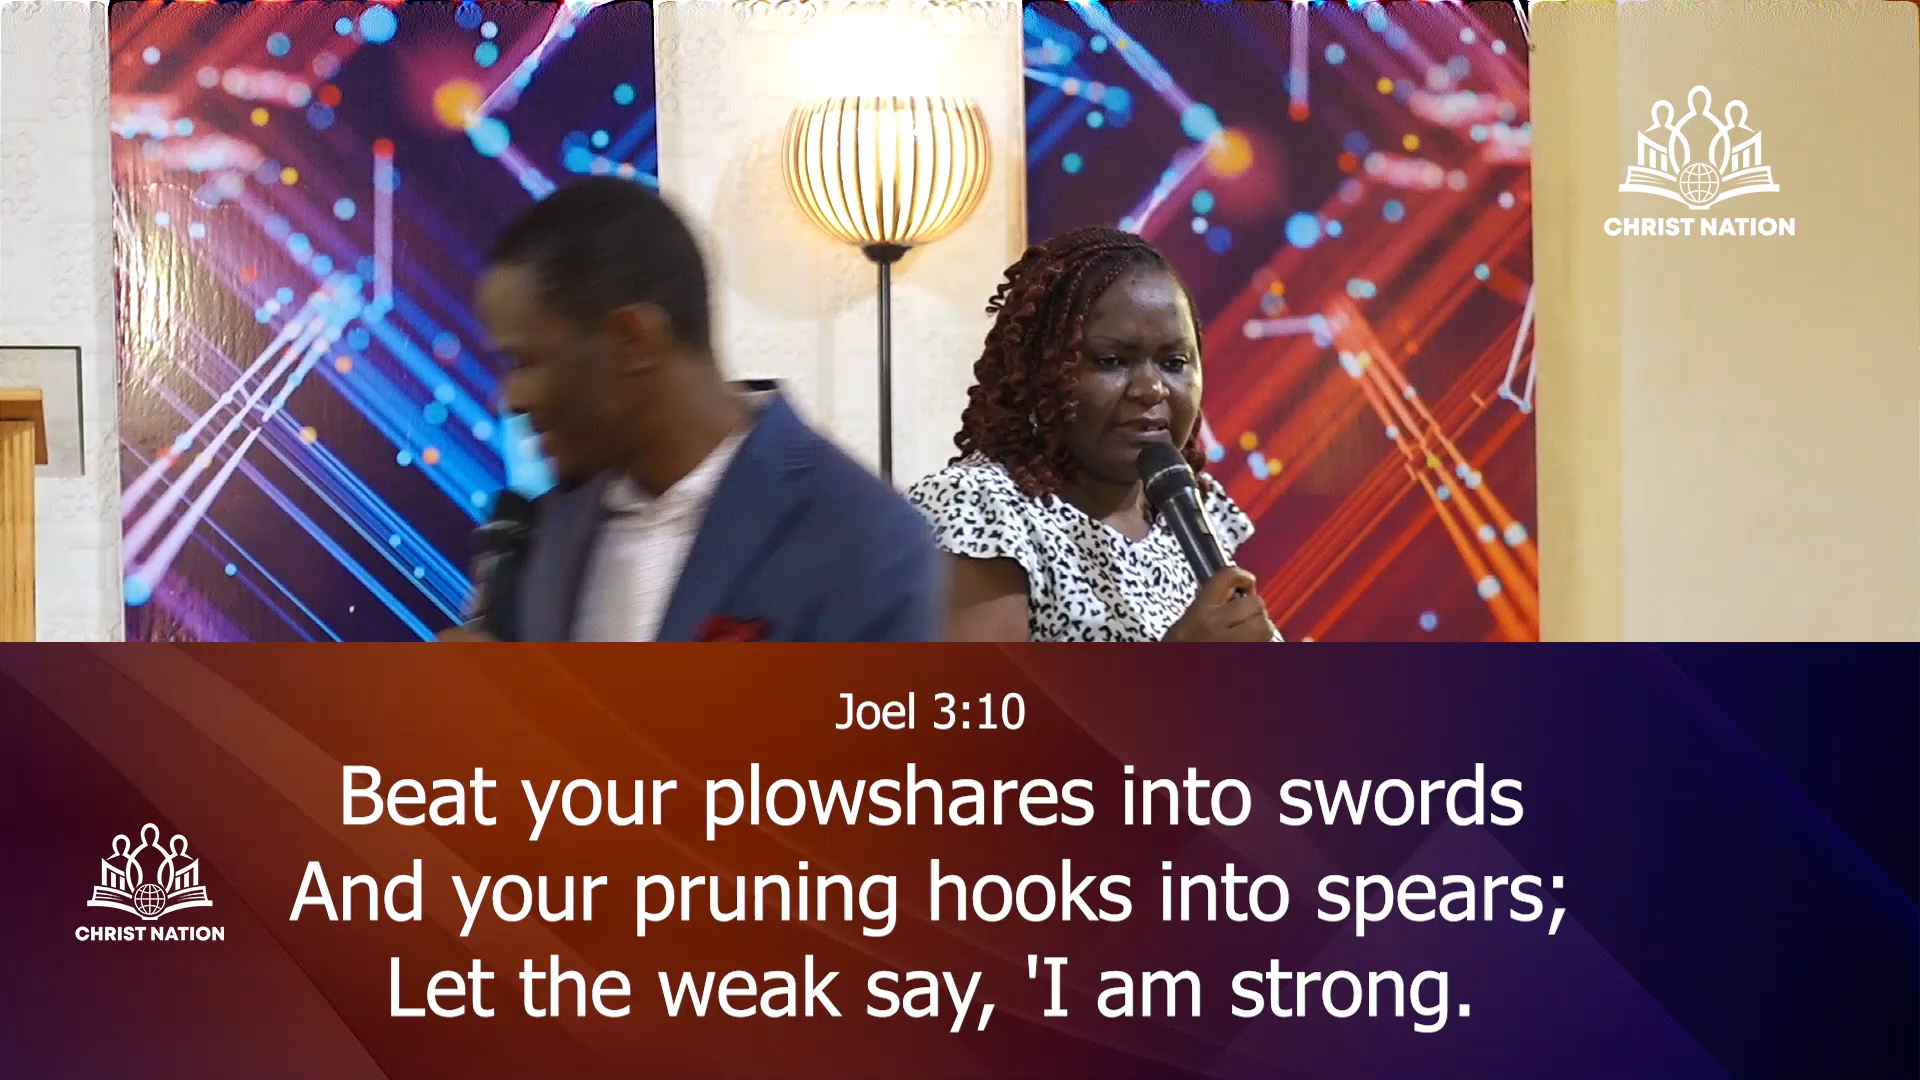 CHRIST NATION
Joel 3:10
Beat your plowshares into swords
And your pruning hooks into spears;
Let the weak say, 'I am strong.
CHRIST NATION